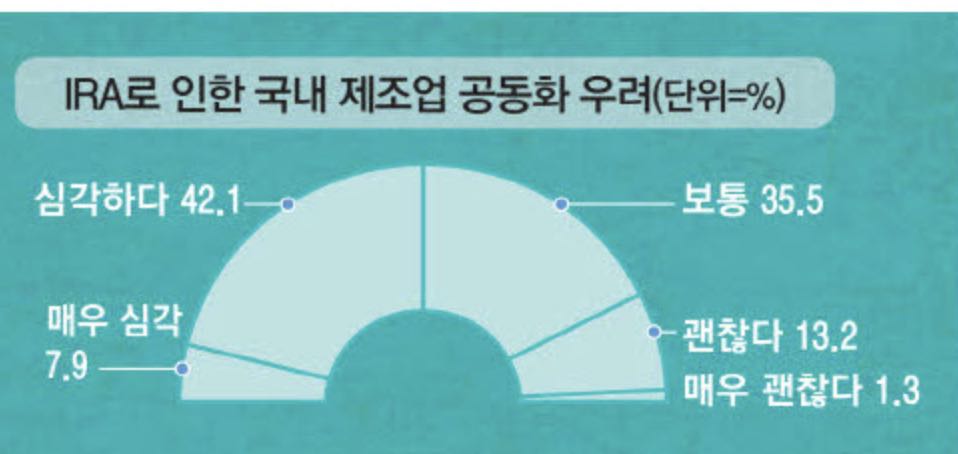 IRA로 인한 국내 제조업 공동화 우려(단위=%)
심각하다 42.1
보통 35.5
매우 심각
7.9
괜찮다 13.2
매우 괜찮다 1.3